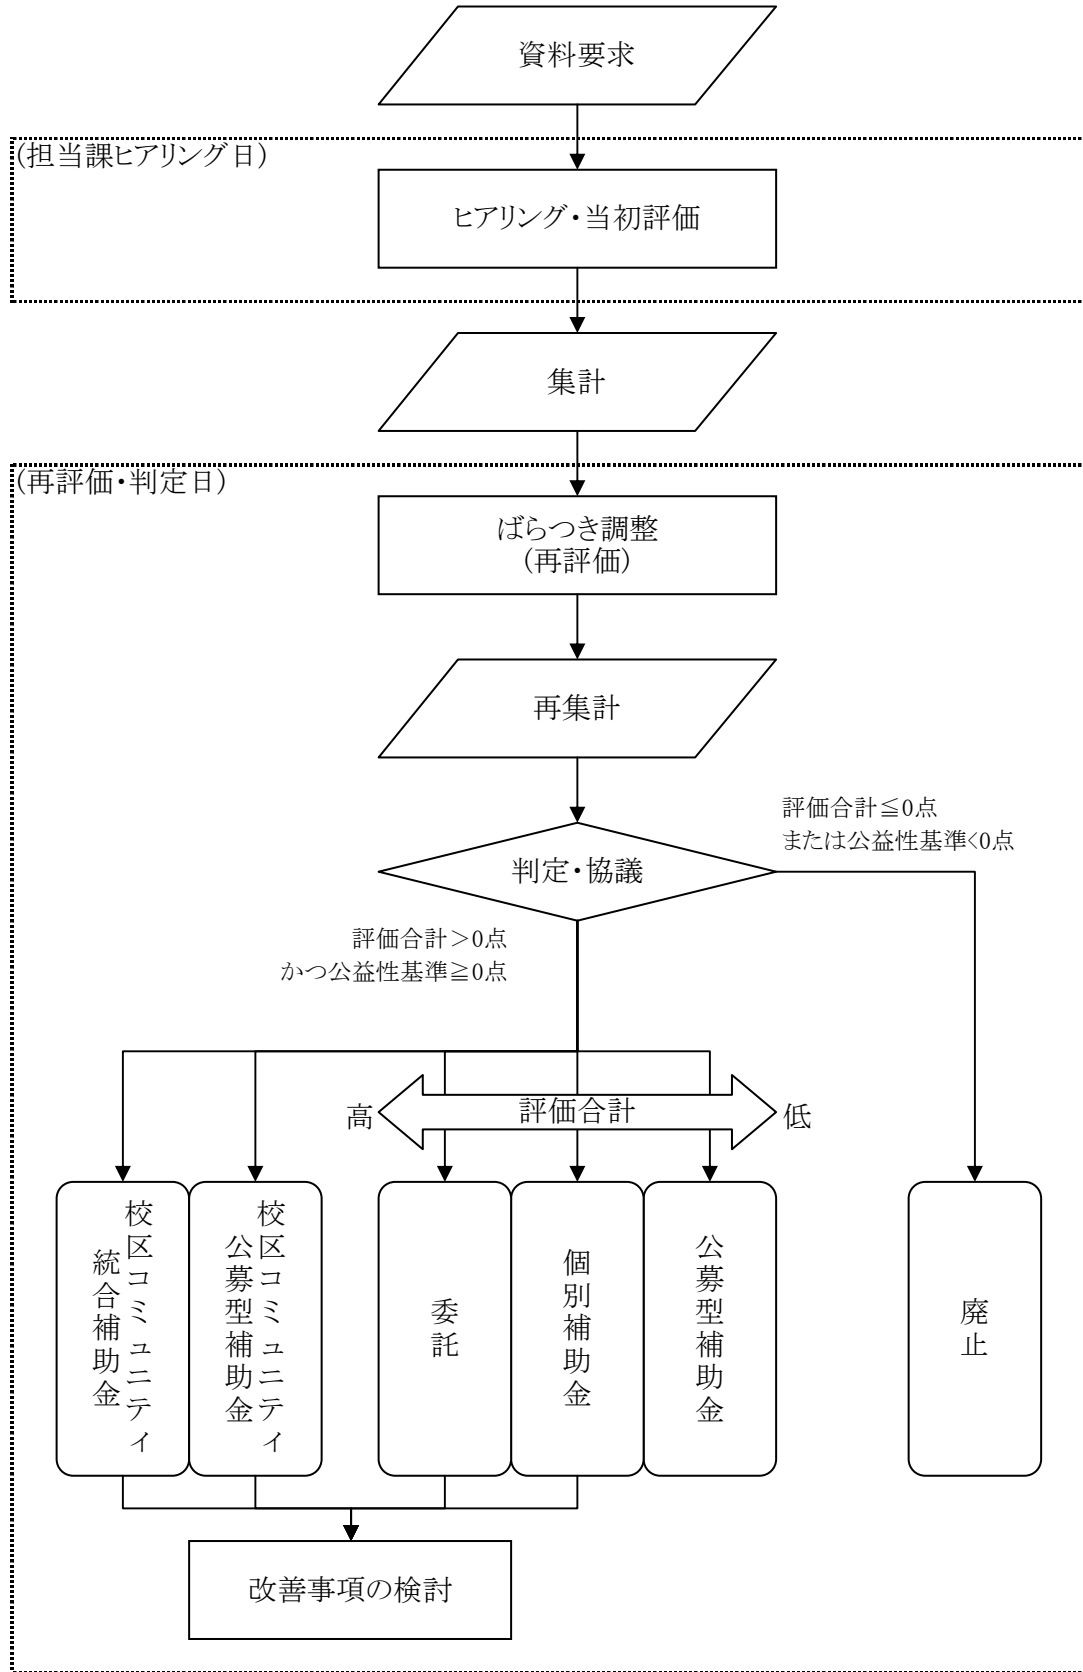 資料要求
(担当課ヒアリング日)
ヒアリング・当初評価
集計
(再評価・判定日)
ばらつき調整
(再評価)
再集計
評価合計≦0点
または公益性基準<0点
判定・協議
評価合計＞0点
かつ公益性基準≧0点
高
評価合計
低
校区コミュニティ
統合補助金
校区コミュニティ
公募型補助金
委託
個別補助金
公募型補助金
廃止
改善事項の検討